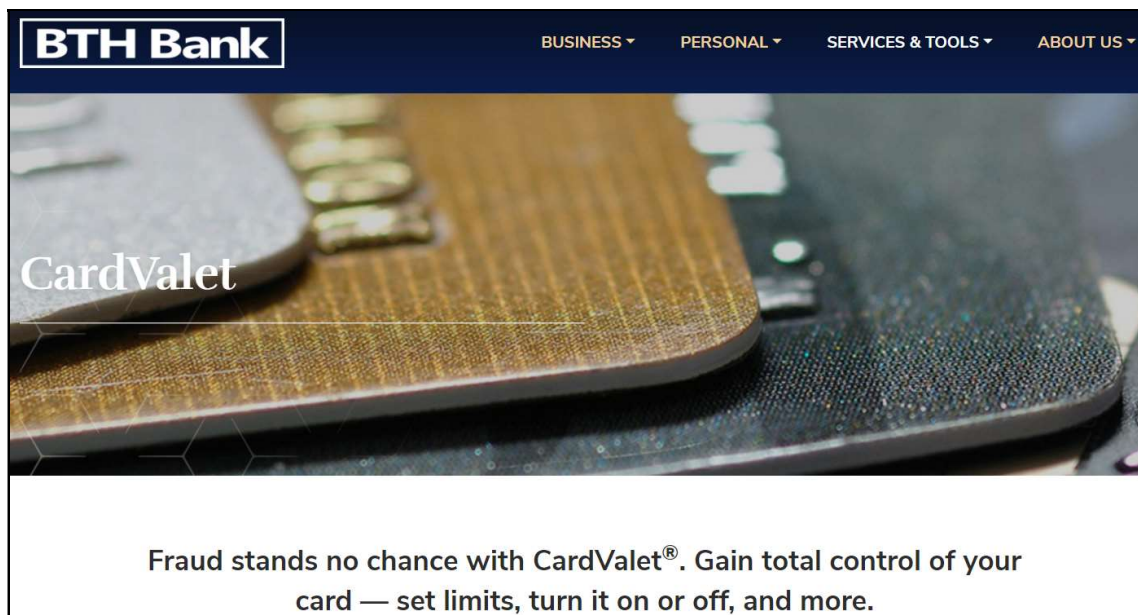 BTH Bank
BUSINESS PERSONAL SERVICES & TOOLS ABOUT US
CardValet
Fraud stands no chance with CardValet®. Gain total control of your
card — set limits, turn it on or off, and more.